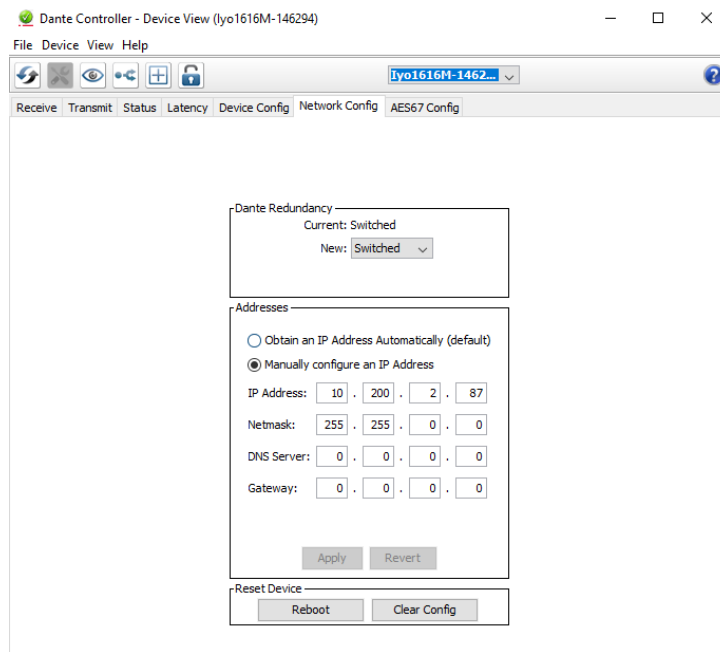 Dante Controller - Device View (Iyo1616M-146294)
File Device View Help
Iyo1616M-1462...
?
Receive Transmit Status Latency Device Config Network Config AES67 Config
Dante Redundancy
Current: Switched
New: Switched
Addresses
Obtain an IP Address Automatically (default)
Manually configure an IP Address
IP Address: 10 . 200 . 2 . 87
Netmask: 255 . 255 . 0 . 0
DNS Server: 0 . 0 . 0 . 0
Gateway: 0 . 0 . 0 . 0
Apply Revert
Reset Device
Reboot Clear Config